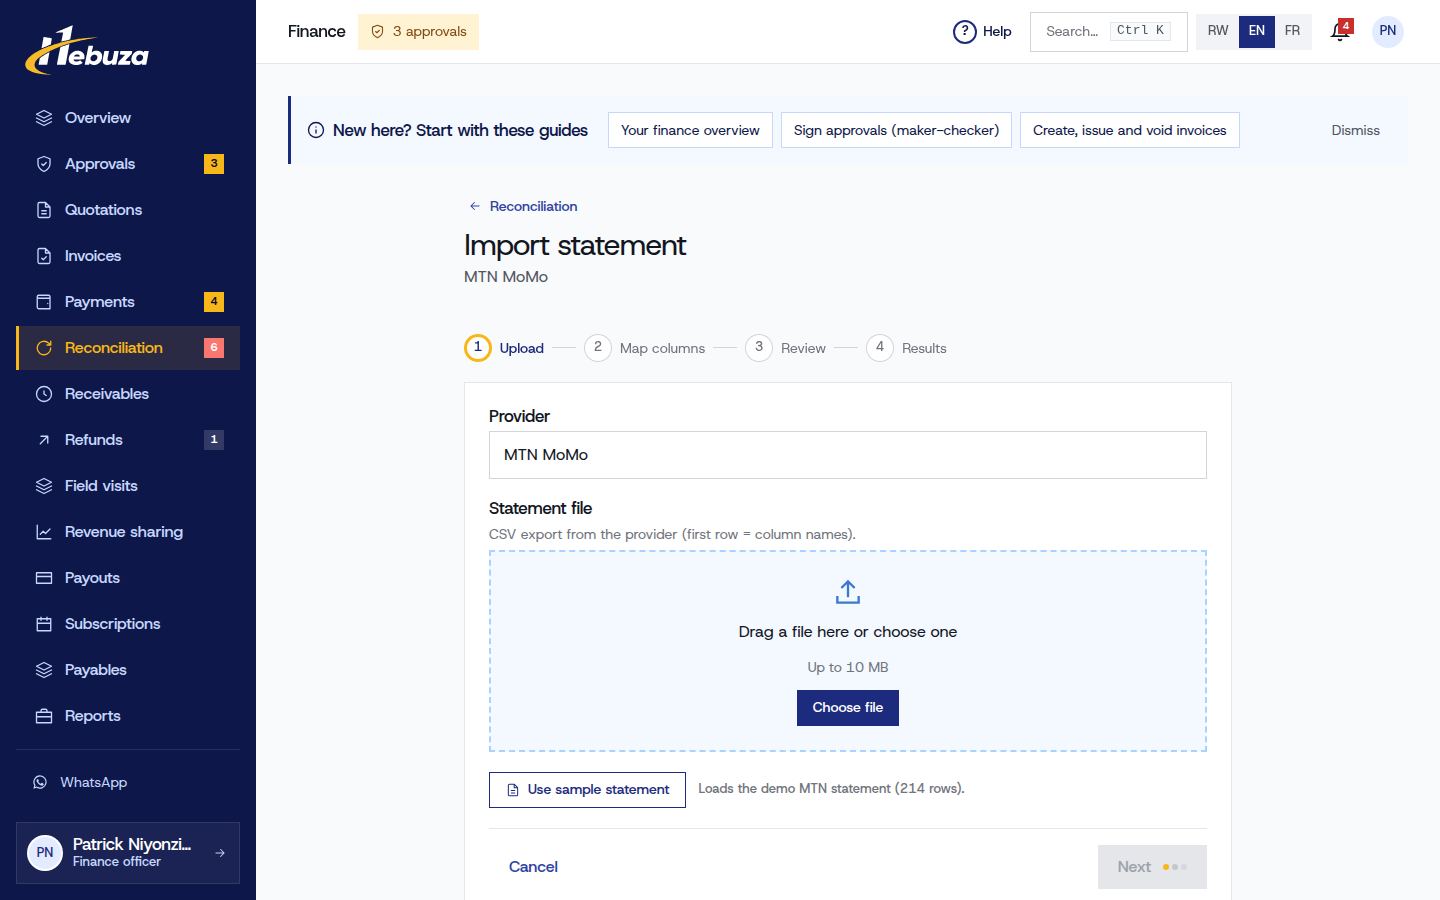 Hebuza
Overview
Approvals 3
Quotations
Invoices
Payments 4
Reconciliation 6
Receivables
Refunds 1
Field visits
Revenue sharing
Payouts
Subscriptions
Payables
Reports
WhatsApp
PN Patrick Niyonzi...
Finance officer
Finance 3 approvals ? Help Search... Ctrl K RW EN FR 4 PN
New here? Start with these guides Your finance overview Sign approvals (maker-checker) Create, issue and void invoices Dismiss
Reconciliation
Import statement
MTN MoMo
1 Upload 2 Map columns 3 Review 4 Results
Provider
MTN MoMo
Statement file
CSV export from the provider (first row = column names).
Drag a file here or choose one
Up to 10 MB
Choose file
Use sample statement Loads the demo MTN statement (214 rows).
Cancel Next